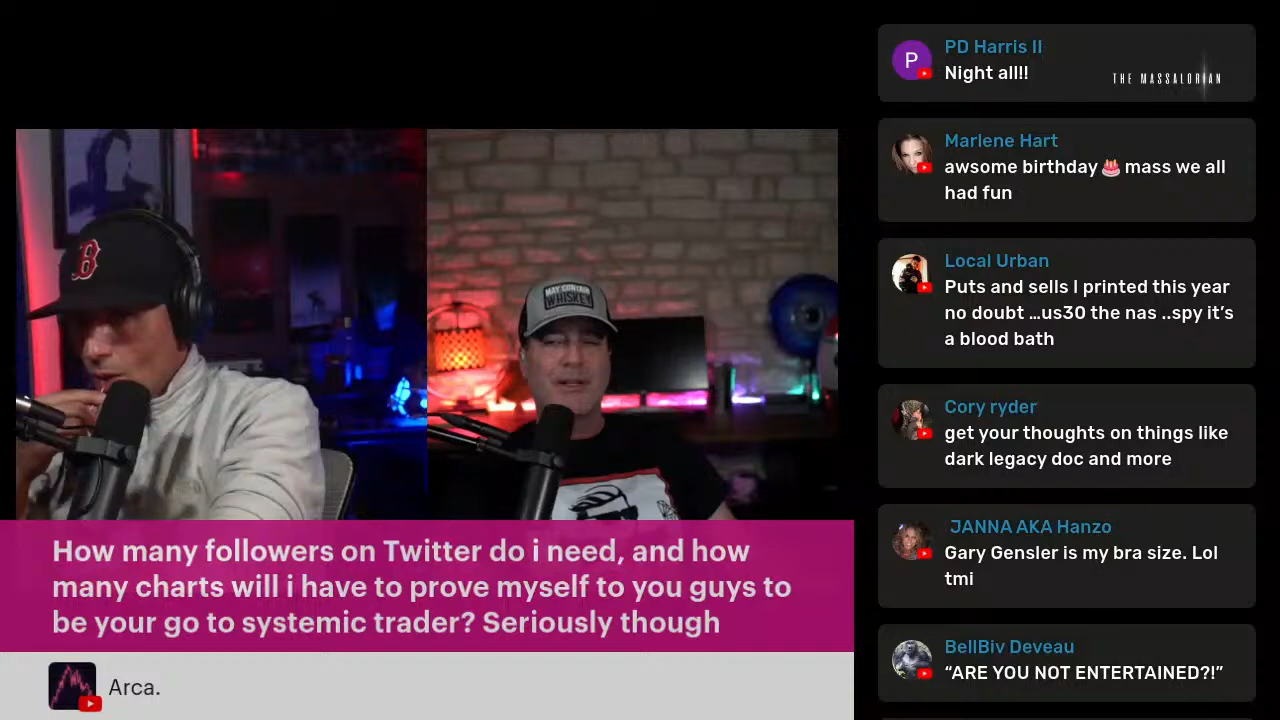 PD Harris II
Night all!!!
THE MASSALORIAN
Marlene Hart
awsome birthday 🎂 mass we all
had fun
Local Urban
Puts and sells I printed this year
no doubt …us30 the nas ..spy it’s
a blood bath
Cory ryder
get your thoughts on things like
dark legacy doc and more
JANNA AKA Hanzo
Gary Gensler is my bra size. Lol
tmi
BellBiv Deveau
“ARE YOU NOT ENTERTAINED?!”
B
MAY CONTAIN
WHISKEY
How many followers on Twitter do i need, and how
many charts will i have to prove myself to you guys to
be your go to systemic trader? Seriously though
Arca.
P